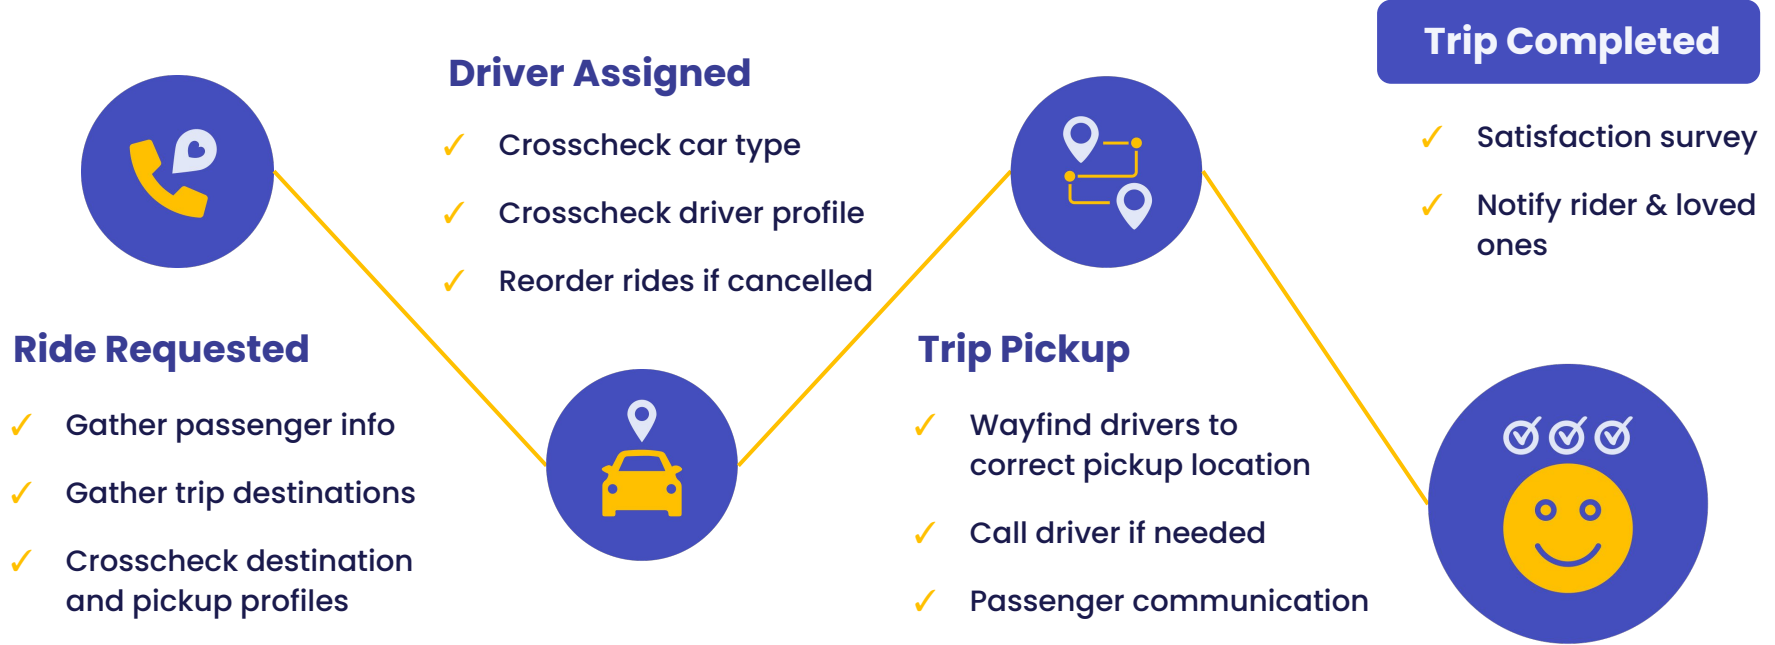 Ride Requested
✓ Gather passenger info
✓ Gather trip destinations
✓ Crosscheck destination
and pickup profiles
Driver Assigned
✓ Crosscheck car type
✓ Crosscheck driver profile
✓ Reorder rides if cancelled
Trip Pickup
✓ Wayfind drivers to
correct pickup location
✓ Call driver if needed
✓ Passenger communication
Trip Completed
✓ Satisfaction survey
✓ Notify rider & loved
ones